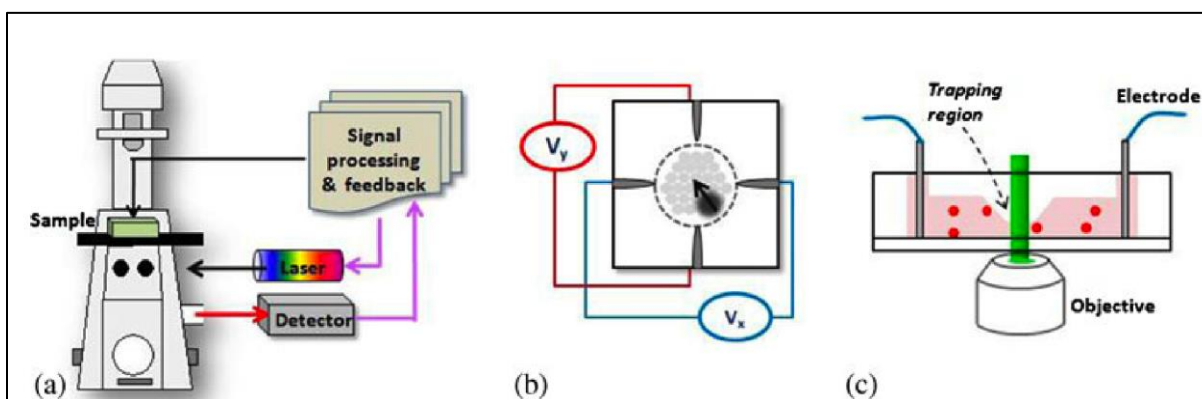 Signal
processing
& feedback
Sample
Laser
Detector
(a)
Vy
Vx
(b)
Trapping
region
Electrode
Objective
(c)